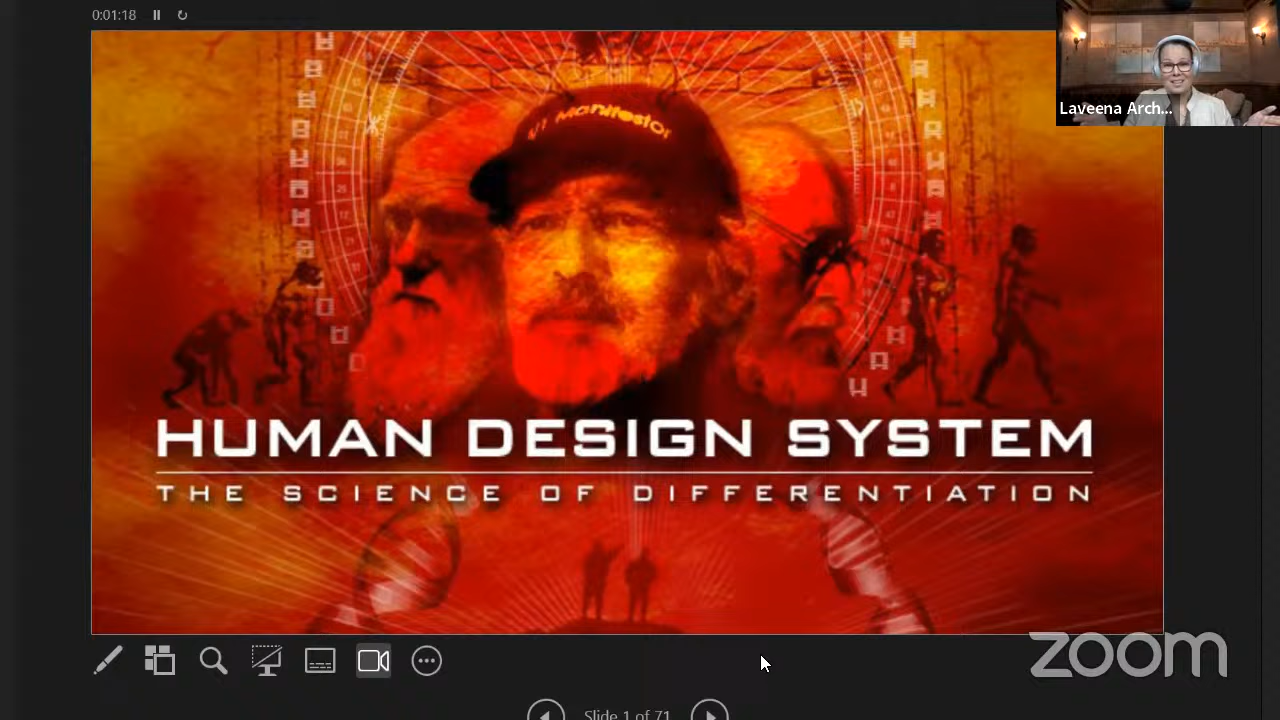 0:01:18
Laveena Arch...
Manifestor
HUMAN DESIGN SYSTEM
THE SCIENCE OF DIFFERENTIATION
zoom
Slide 1 of 71